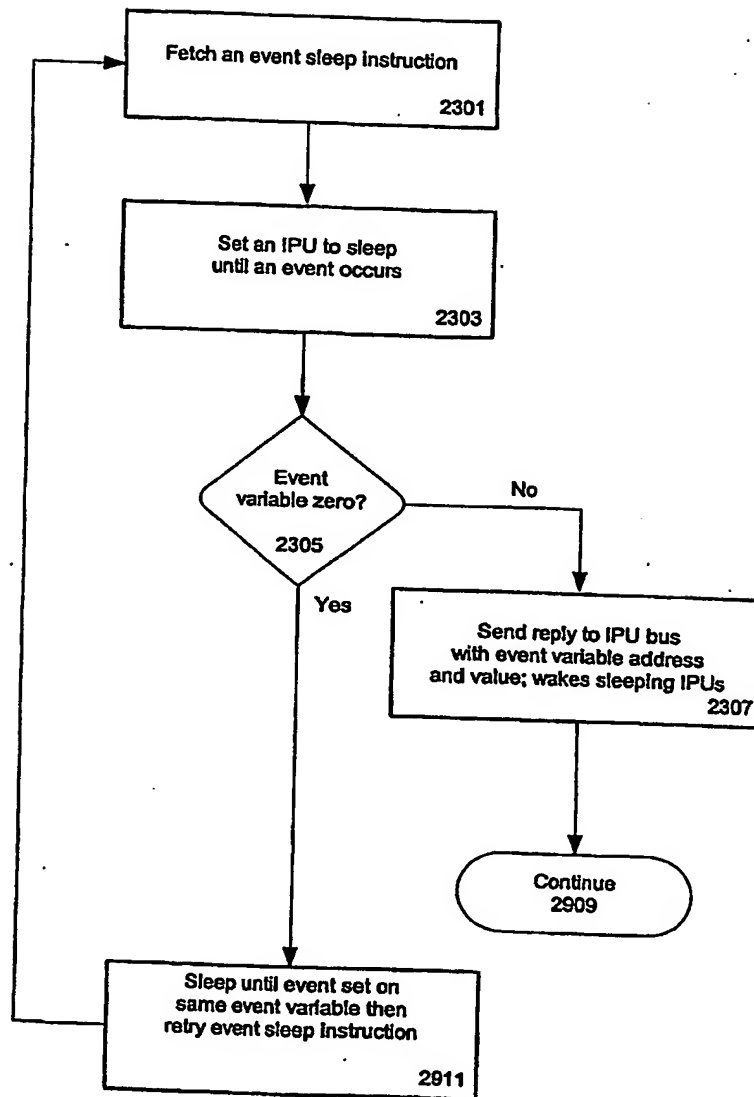 Fetch an event sleep instruction
2301
Set an IPU to sleep
until an event occurs
2303
Event
variable zero?
2305
No
Yes
Send reply to IPU bus
with event variable address
and value; wakes sleeping IPUs
2307
Continue
2909
Sleep until event set on
same event variable then
retry event sleep instruction
2911